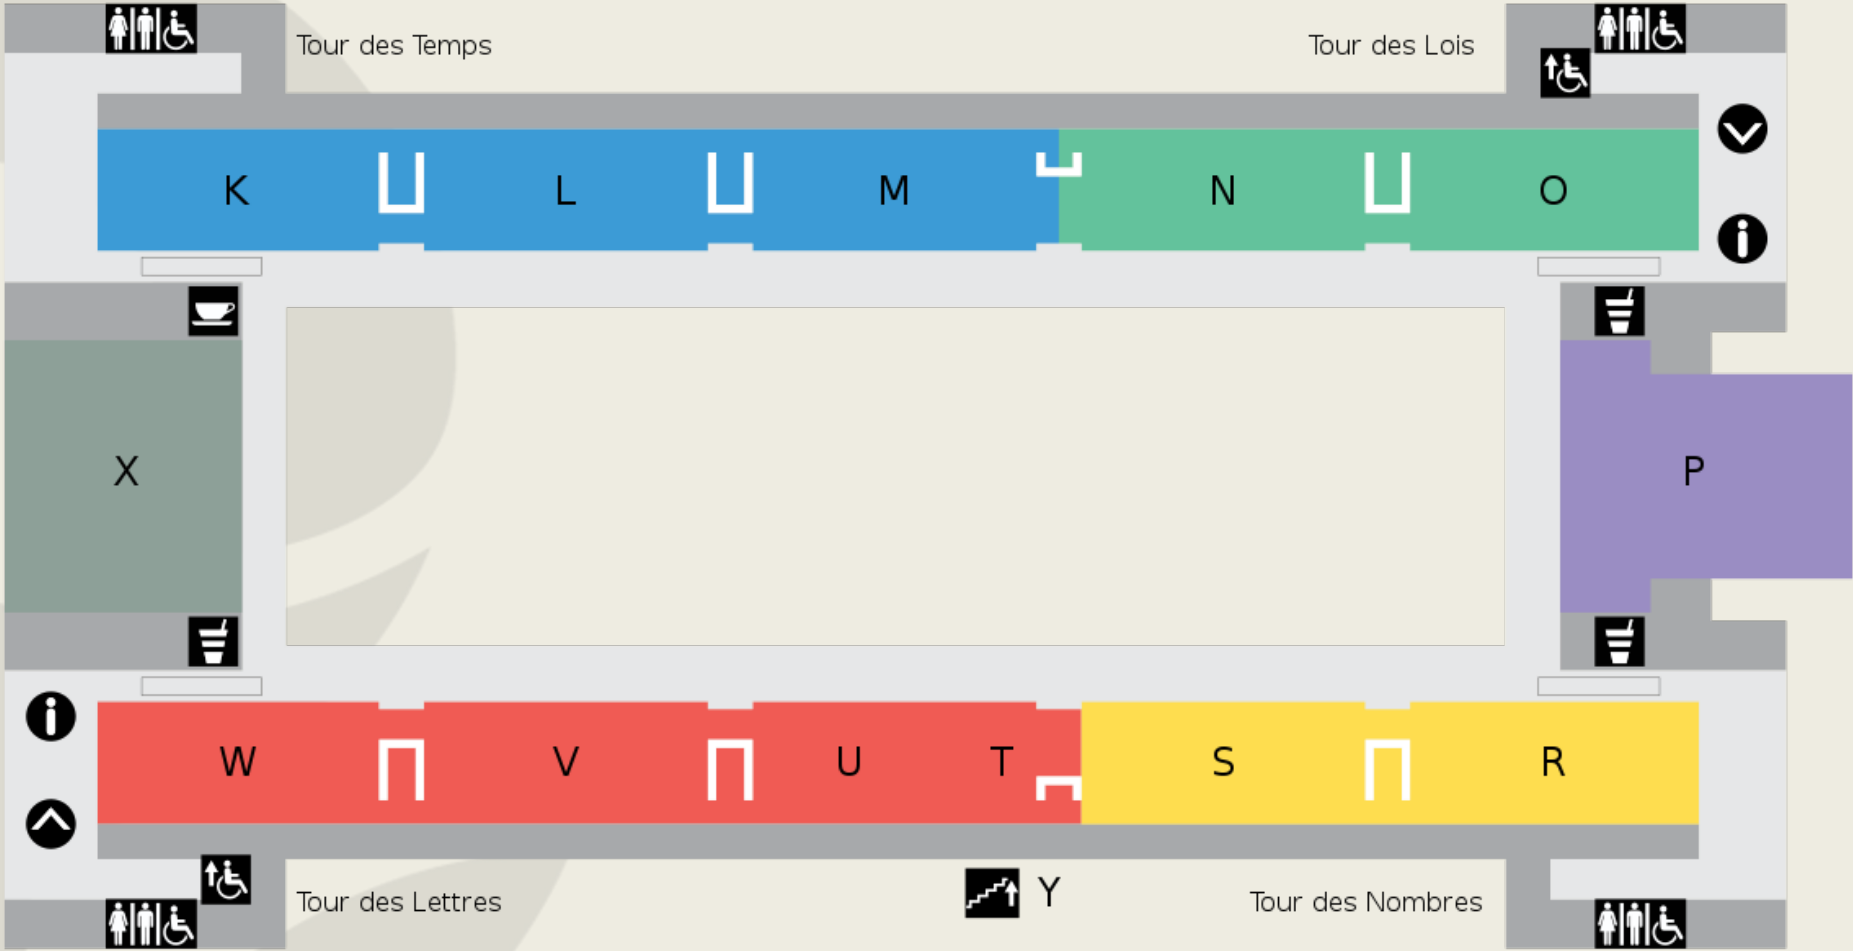 Tour des Temps
Tour des Lois
K L M N O
X
P
W V U T S R
Tour des Lettres
Y
Tour des Nombres